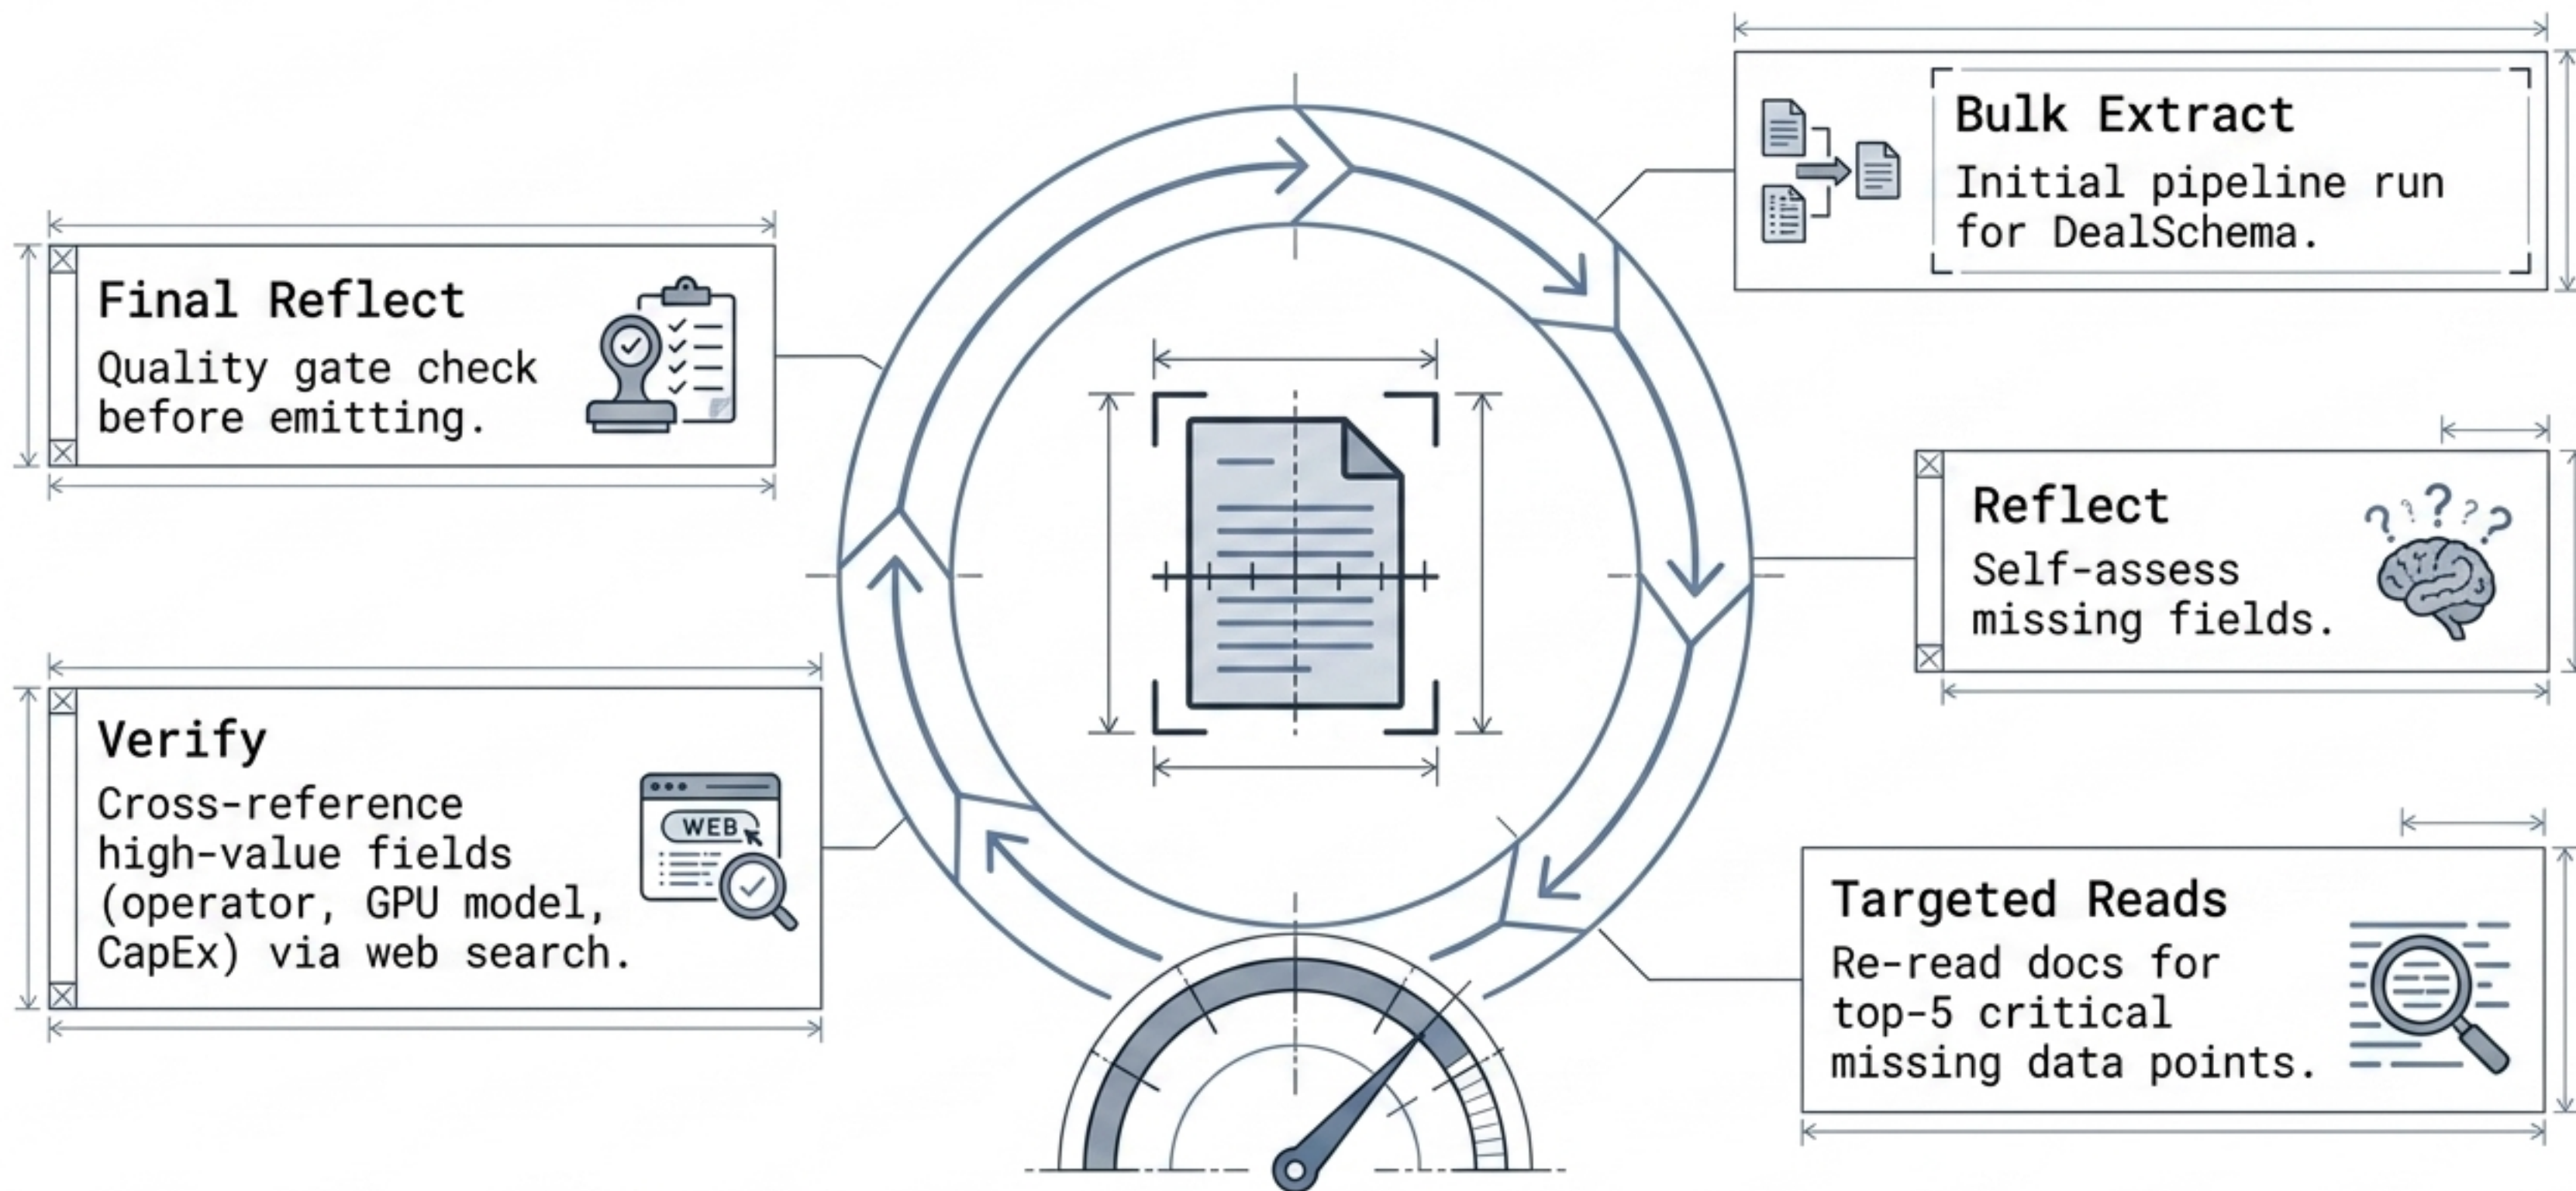 Bulk Extract
Initial pipeline run
for DealSchema.
Reflect
Self-assess
missing fields.
Targeted Reads
Re-read docs for
top-5 critical
missing data points.
Verify
Cross-reference
high-value fields
(operator, GPU model,
CapEx) via web search.
WEB
Final Reflect
Quality gate check
before emitting.